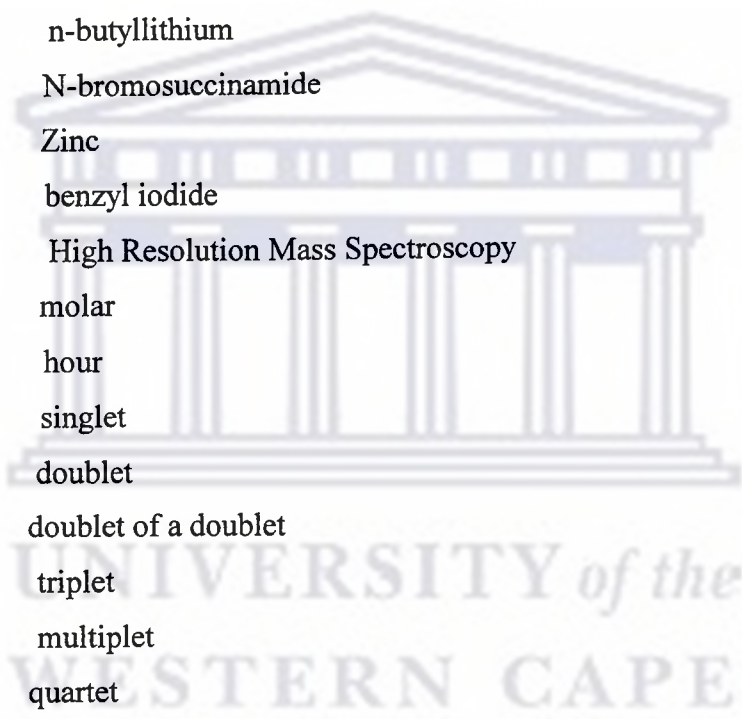 n-butyllithium
N-bromosuccinamide
Zinc
benzyl iodide
High Resolution Mass Spectroscopy
molar
hour
singlet
doublet
doublet of a doublet
UNIVERSITY of the
triplet
multiplet
WESTERN CAPE
quartet